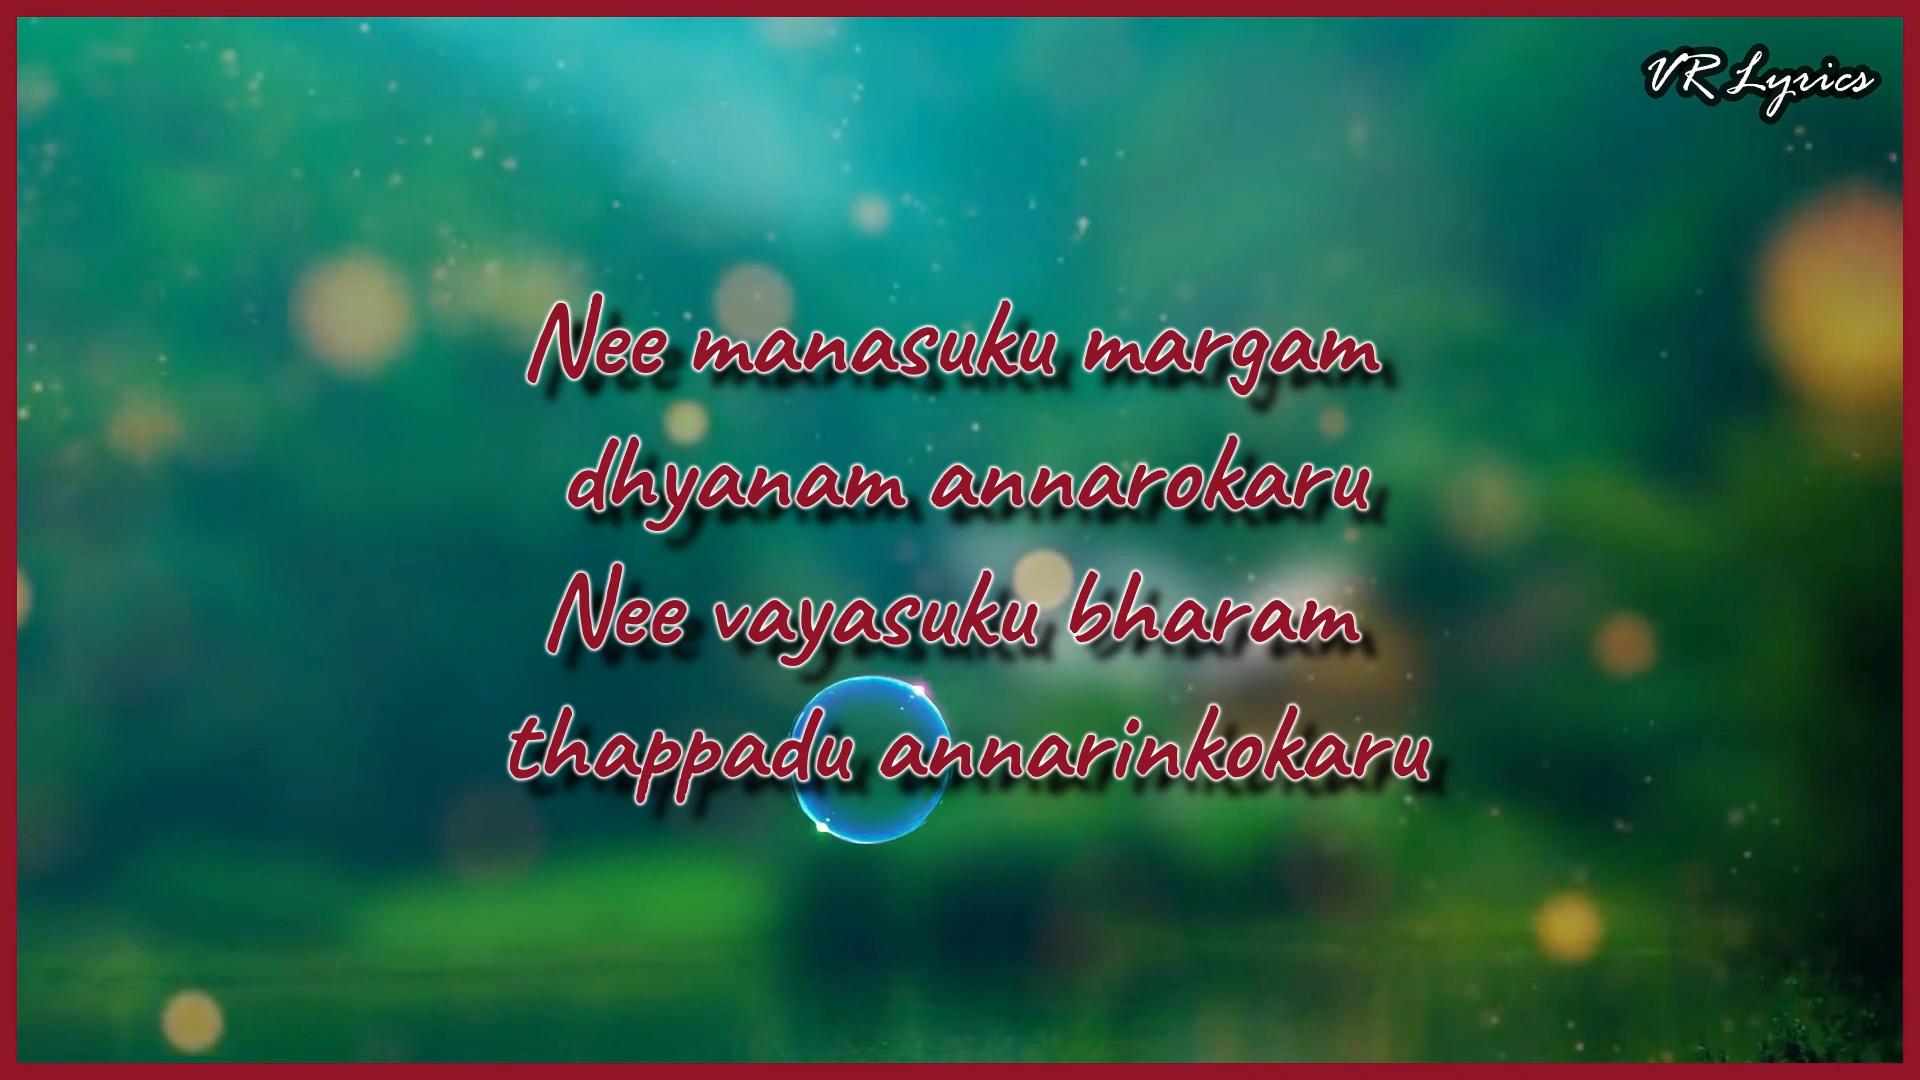 VR Lyrics
Nee manasuku margam
dhyanam annarokaru
Nee vayasuku bharam
thappadu annarinkokaru